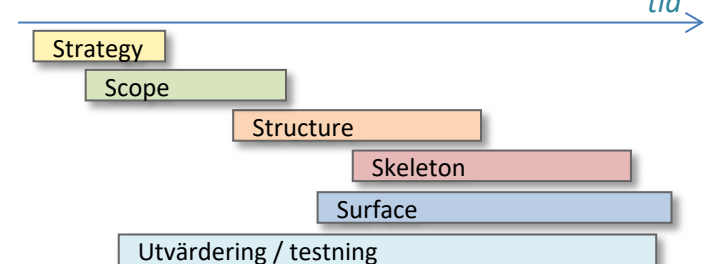 tid
Strategy
Scope
Structure
Skeleton
Surface
Utvärdering / testning